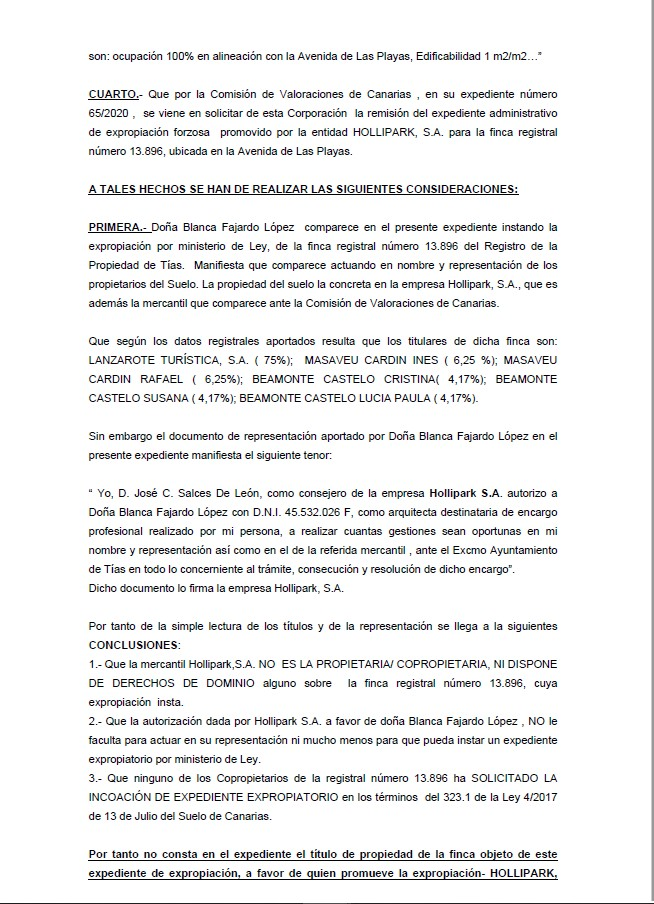 son: ocupación 100% en alineación con la Avenida de Las Playas, Edificabilidad 1 m2/m2…”
CUARTO.- Que por la Comisión de Valoraciones de Canarias , en su expediente número
65/2020 , se viene en solicitar de esta Corporación la remisión del expediente administrativo
de expropiación forzosa promovido por la entidad HOLLIPARK, S.A. para la finca registral
número 13.896, ubicada en la Avenida de Las Playas.
A TALES HECHOS SE HAN DE REALIZAR LAS SIGUIENTES CONSIDERACIONES:
PRIMERA.- Doña Blanca Fajardo López comparece en el presente expediente instando la
expropiación por ministerio de Ley, de la finca registral número 13.896 del Registro de la
Propiedad de Tías. Manifiesta que comparece actuando en nombre y representación de los
propietarios del Suelo. La propiedad del suelo la concreta en la empresa Hollipark, S.A., que es
además la mercantil que comparece ante la Comisión de Valoraciones de Canarias.
Que según los datos registrales aportados resulta que los titulares de dicha finca son:
LANZAROTE TURÍSTICA, S.A. ( 75%); MASAVEU CARDIN INES ( 6,25 %); MASAVEU
CARDIN RAFAEL ( 6,25%); BEAMONTE CASTELO CRISTINA( 4,17%); BEAMONTE
CASTELO SUSANA ( 4,17%); BEAMONTE CASTELO LUCIA PAULA ( 4,17%).
Sin embargo el documento de representación aportado por Doña Blanca Fajardo López en el
presente expediente manifiesta el siguiente tenor:
“ Yo, D. José C. Salces De León, como consejero de la empresa Hollipark S.A. autorizo a
Doña Blanca Fajardo López con D.N.I. 45.532.026 F, como arquitecta destinataria de encargo
profesional realizado por mi persona, a realizar cuantas gestiones sean oportunas en mi
nombre y representación así como en el de la referida mercantil , ante el Excmo Ayuntamiento
de Tías en todo lo concerniente al trámite, consecución y resolución de dicho encargo”.
Dicho documento lo firma la empresa Hollipark, S.A.
Por tanto de la simple lectura de los títulos y de la representación se llega a la siguientes
CONCLUSIONES:
1.- Que la mercantil Hollipark,S.A. NO ES LA PROPIETARIA/ COPROPIETARIA, NI DISPONE
DE DERECHOS DE DOMINIO alguno sobre la finca registral número 13.896, cuya
expropiación insta.
2.- Que la autorización dada por Hollipark S.A. a favor de doña Blanca Fajardo López , NO le
faculta para actuar en su representación ni mucho menos para que pueda instar un expediente
expropiatorio por ministerio de Ley.
3.- Que ninguno de los Copropietarios de la registral número 13.896 ha SOLICITADO LA
INCOACIÓN DE EXPEDIENTE EXPROPIATORIO en los términos del 323.1 de la Ley 4/2017
de 13 de Julio del Suelo de Canarias.
Por tanto no consta en el expediente el título de propiedad de la finca objeto de este
expediente de expropiación, a favor de quien promueve la expropiación- HOLLIPARK,